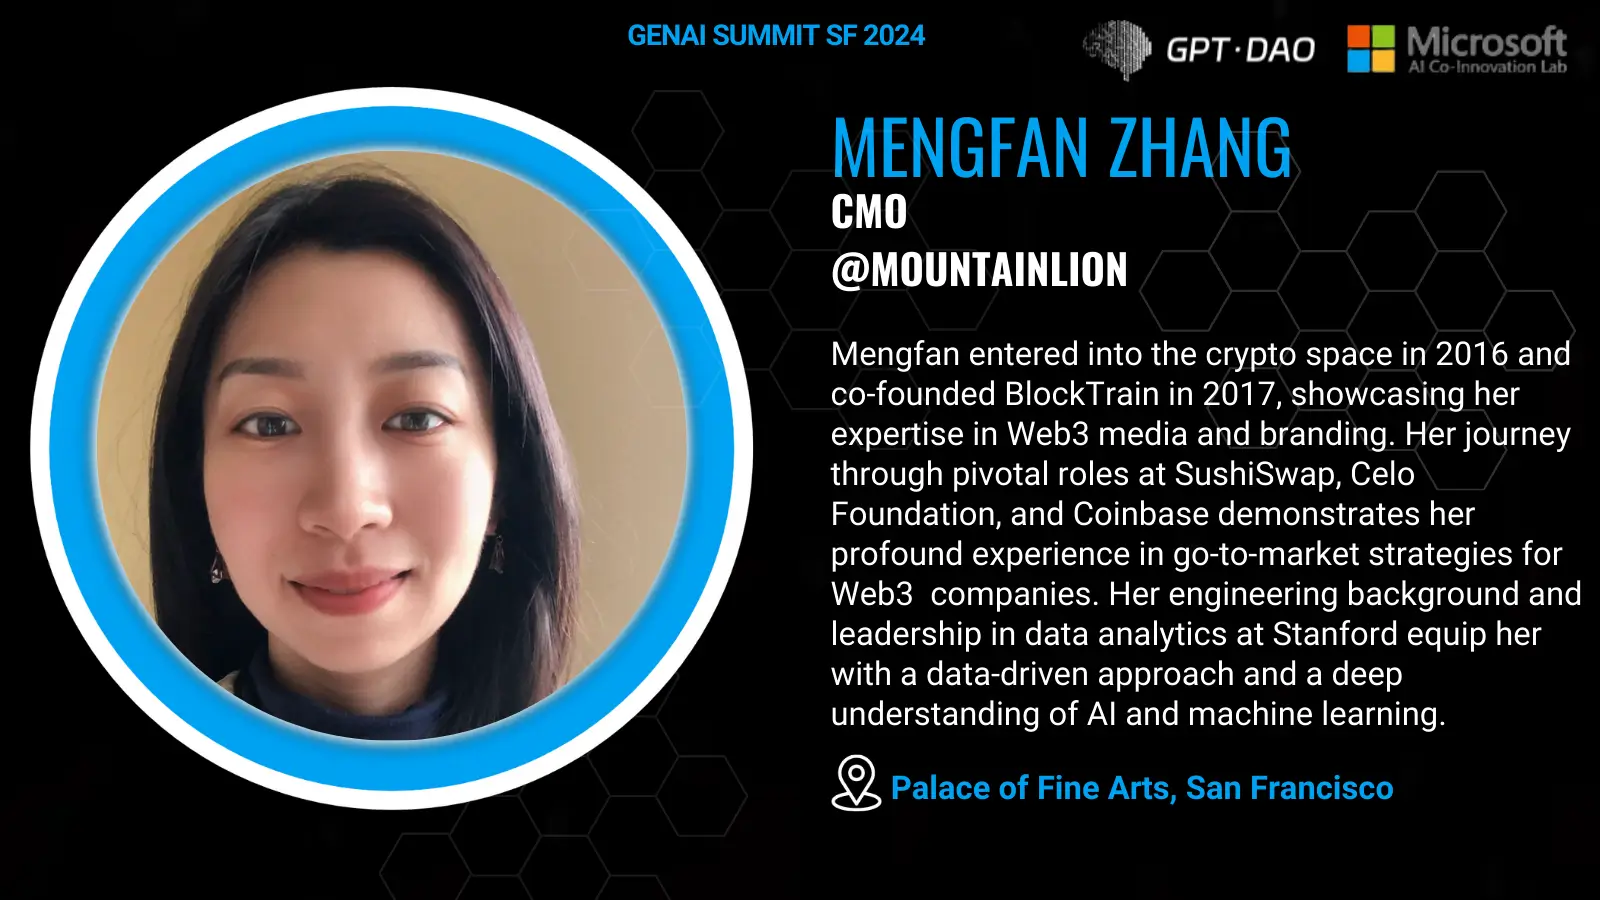 GENAI SUMMIT SF 2024
GPT·DAO
Microsoft
AI Co-Innovation Lab
MENGFAN ZHANG
CMO
@MOUNTAINLION
Mengfan entered into the crypto space in 2016 and
co-founded BlockTrain in 2017, showcasing her
expertise in Web3 media and branding. Her journey
through pivotal roles at SushiSwap, Celo
Foundation, and Coinbase demonstrates her
profound experience in go-to-market strategies for
Web3  companies. Her engineering background and
leadership in data analytics at Stanford equip her
with a data-driven approach and a deep
understanding of AI and machine learning.
Palace of Fine Arts, San Francisco